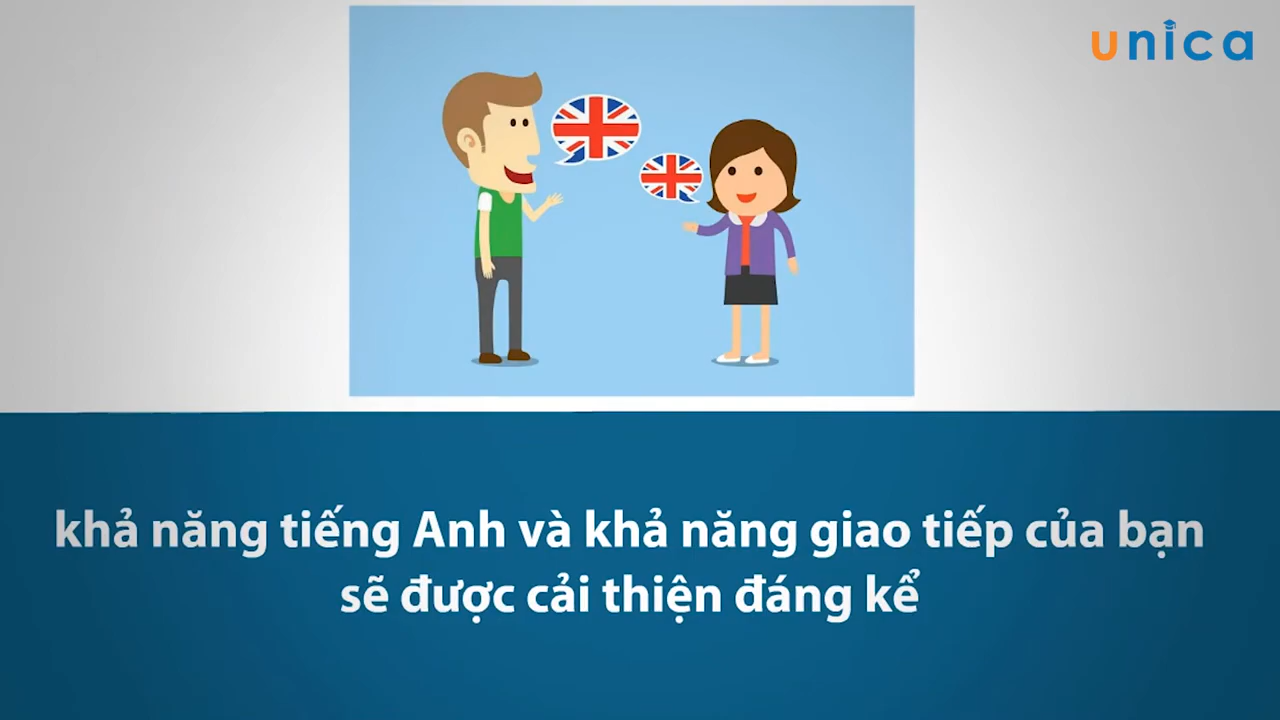 unica
khả năng tiếng Anh và khả năng giao tiếp của bạn
sẽ được cải thiện đáng kể